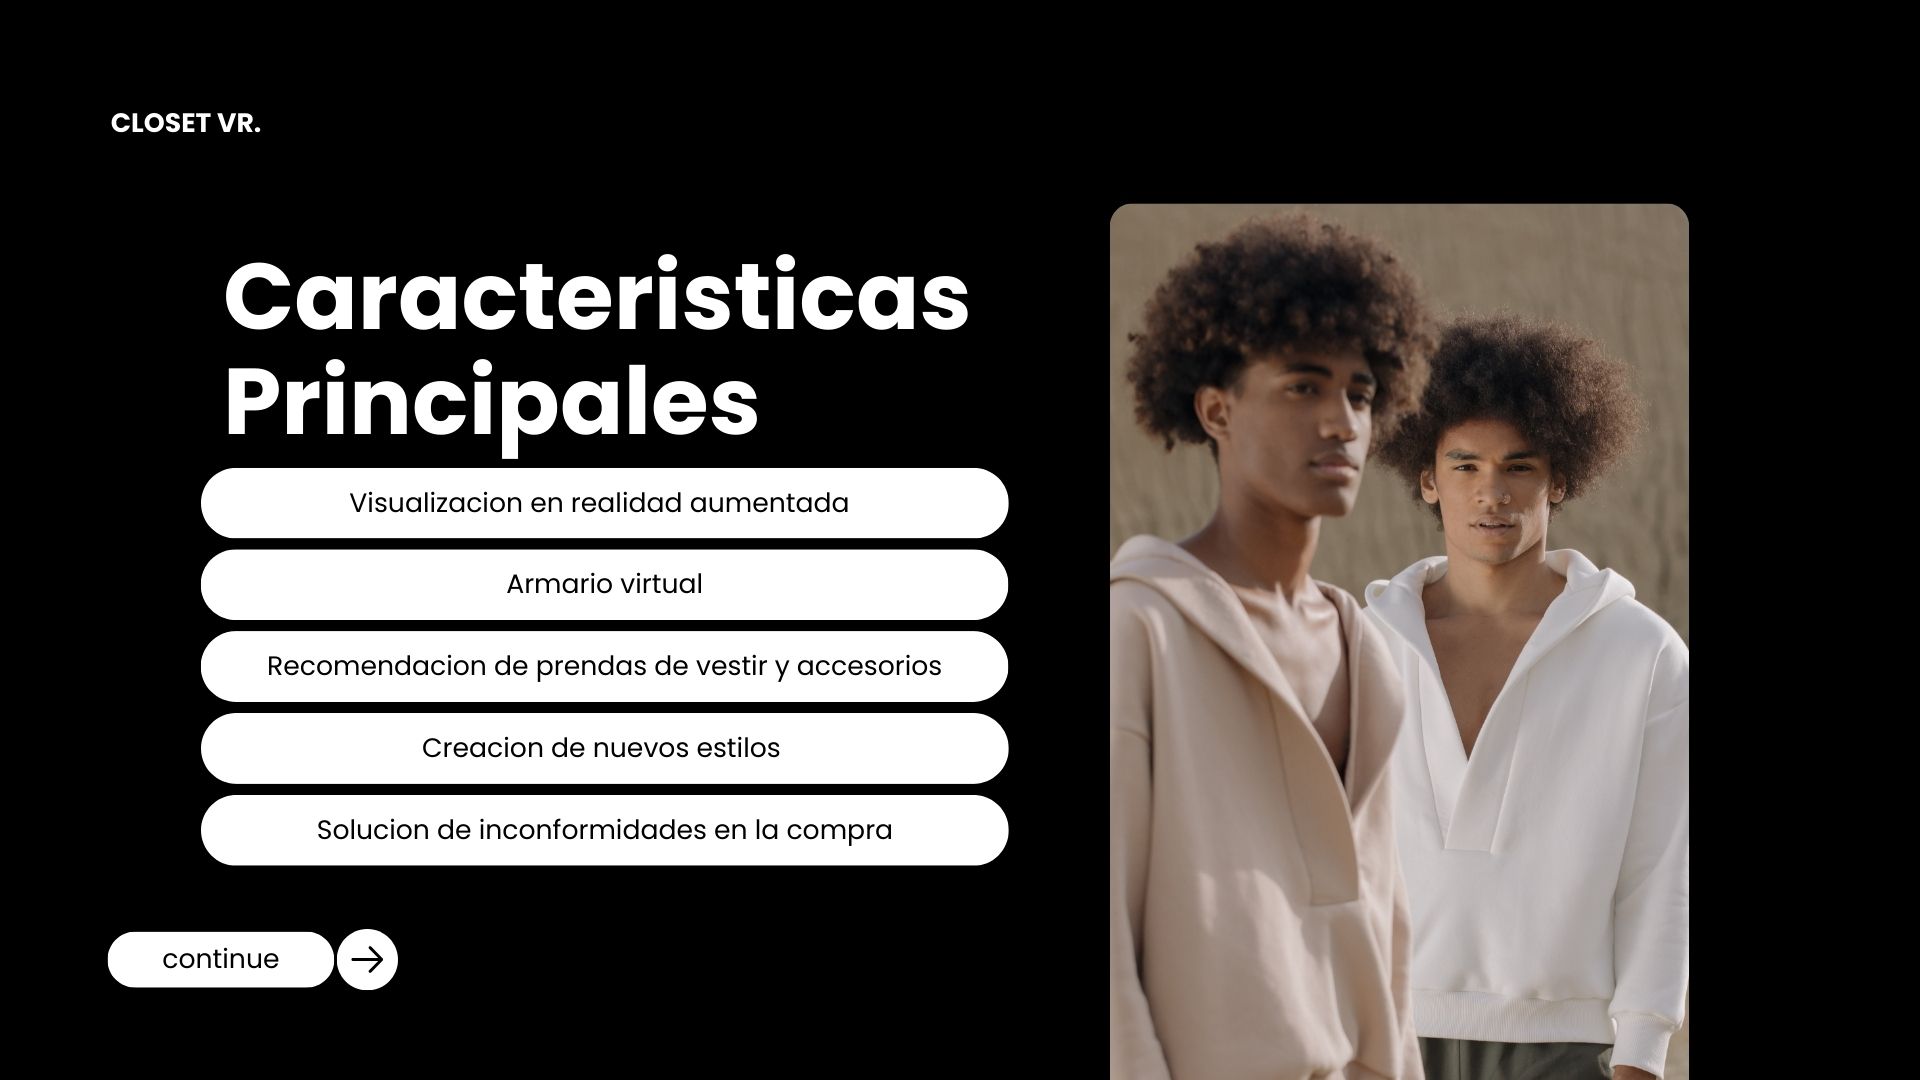 CLOSET VR.
Caracteristicas
Principales
Visualizacion en realidad aumentada
Armario virtual
Recomendacion de prendas de vestir y accesorios
Creacion de nuevos estilos
Solucion de inconformidades en la compra
continue